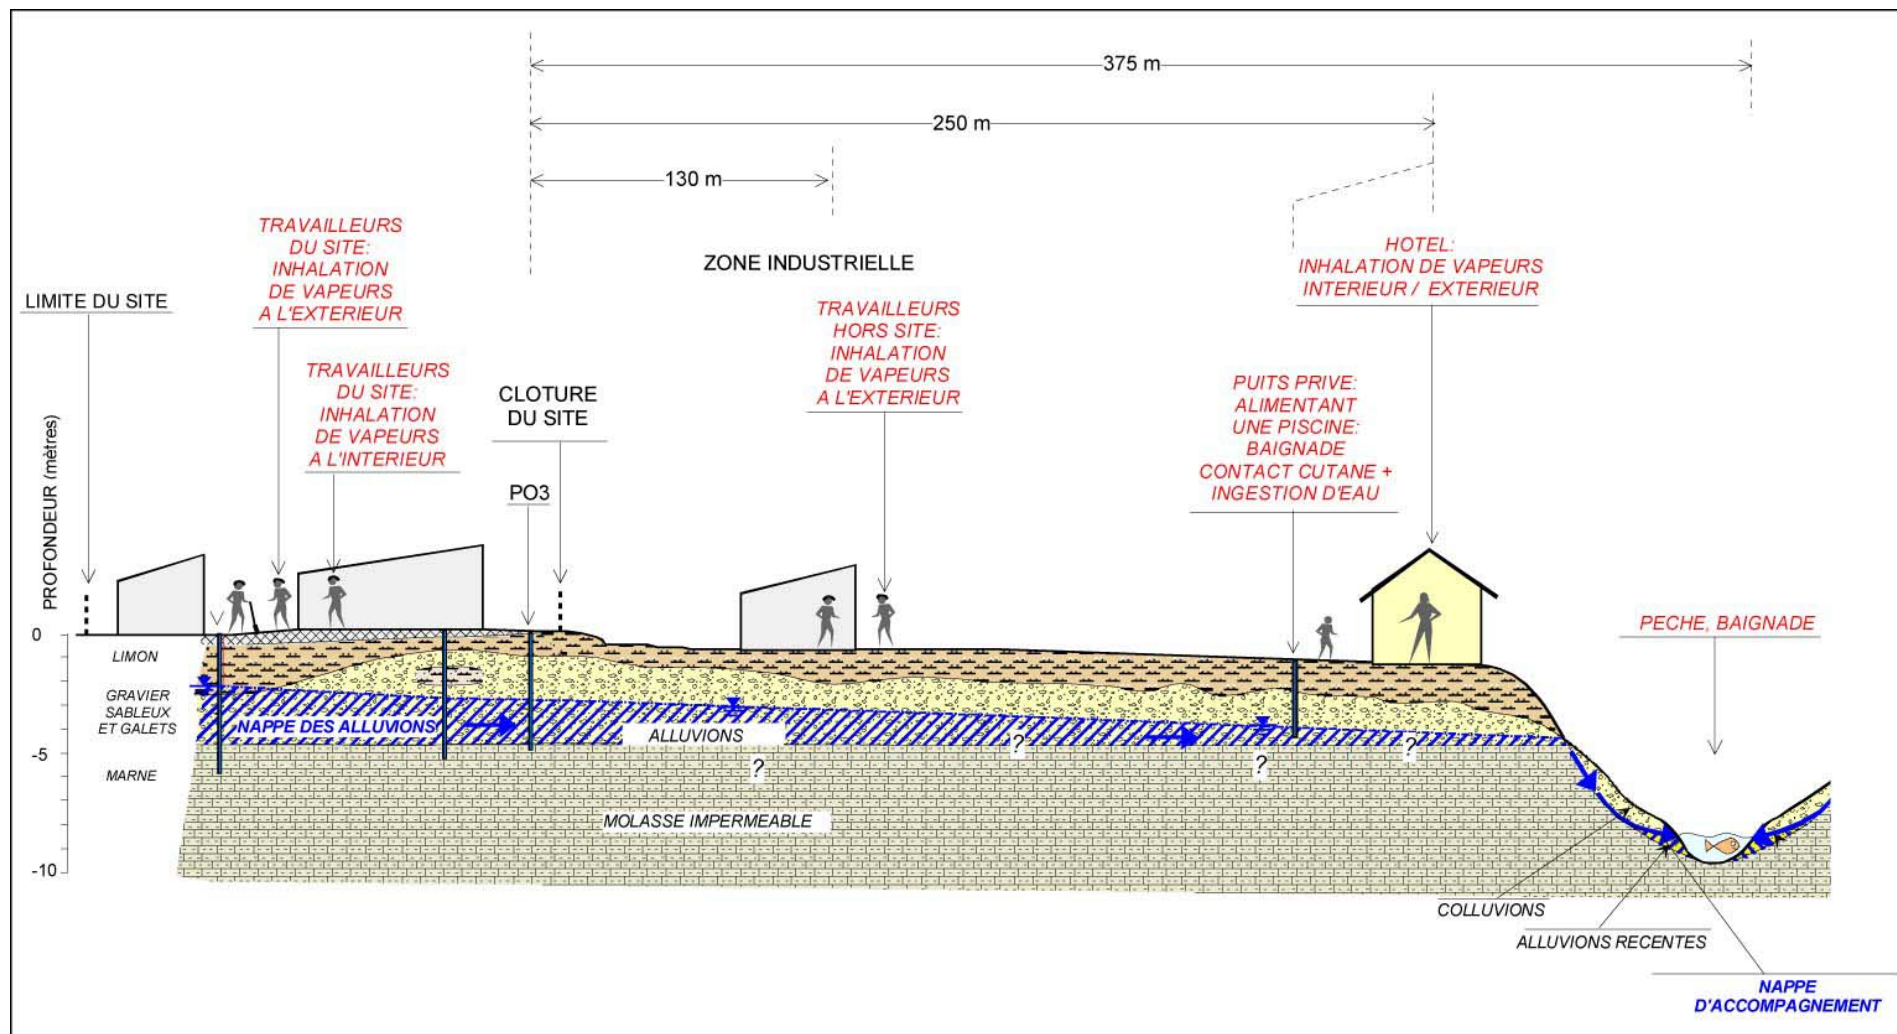 375 m
250 m
130 m
TRAVAILLEURS
DU SITE:
INHALATION
DE VAPEURS
A L'EXTERIEUR
ZONE INDUSTRIELLE
HOTEL:
INHALATION DE VAPEURS
INTERIEUR / EXTERIEUR
LIMITE DU SITE
TRAVAILLEURS
HORS SITE:
INHALATION
DE VAPEURS
A L'EXTERIEUR
TRAVAILLEURS
DU SITE:
INHALATION
DE VAPEURS
A L'INTERIEUR
CLOTURE
DU SITE
PUITS PRIVE:
ALIMENTANT
UNE PISCINE:
BAIGNADE
CONTACT CUTANE +
INGESTION D'EAU
PO3
PROFONDEUR (mètres)
PECHE, BAIGNADE
0
LIMON
GRAVIER
SABLEUX
ET GALETS
NAPPE DES ALLUVIONS
ALLUVIONS
?
?
-5
MARNE
?
?
MOLASSE IMPERMEABLE
-10
COLLUVIONS
ALLUVIONS RECENTES
NAPPE
D'ACCOMPAGNEMENT